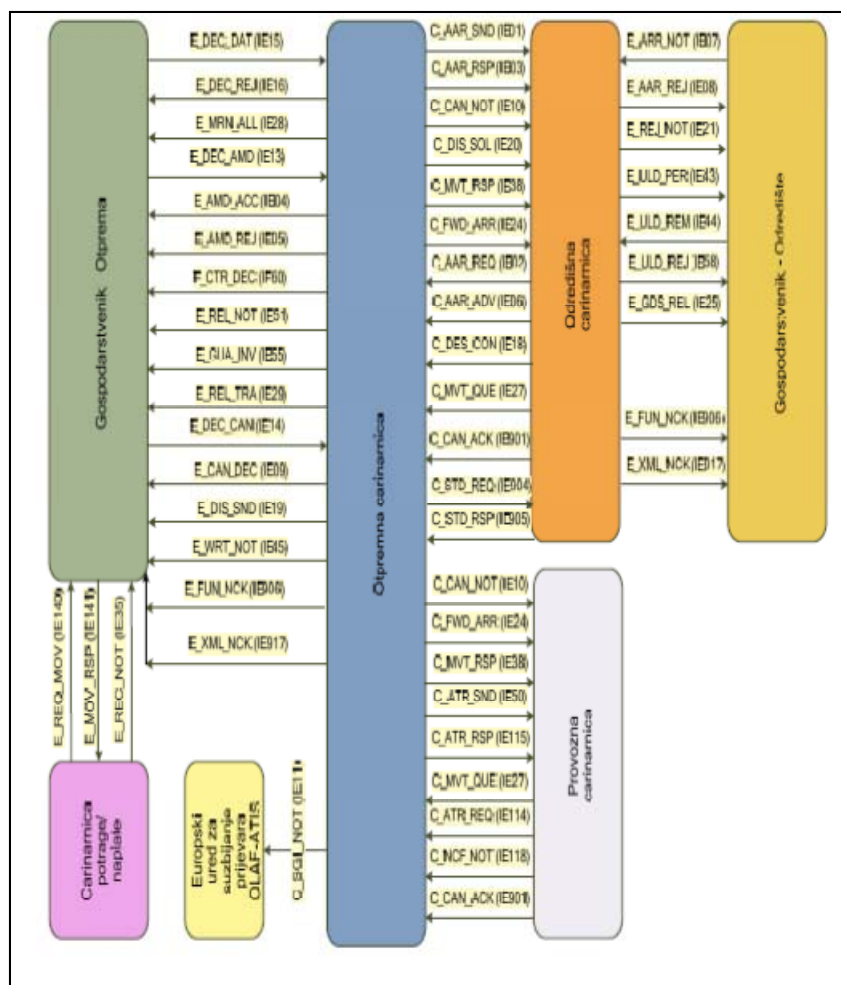 Gospodarstvenik Otprema
E_DEC_DAT (IE15)
E_DEC_REJ (IE16)
E_MRN_ALL (IE28)
E_DEC_AMD (IE13)
E_AMD_ACC (IE04)
E_AMD_REJ (IE05)
E_CTR_DEC (IE60)
E_REL_NOT (IE51)
E_GUA_INV (IE55)
E_REL_TRA (IE29)
E_DEC_CAN (IE14)
E_CAN_DEC (IE09)
E_DIS_SND (IE19)
E_WRT_NOT (IE45)
E_FUN_NCK (IE906)
E_XML_NCK (IE917)
Otpremna carinarnica
C_AAR_SND (IE01)
C_AAR_RSP (IE03)
C_CAN_NOT (IE10)
C_DIS_SOL (IE20)
C_MVT_RSP (IE38)
C_FWD_ARR (IE24)
C_AAR_REQ (IE02)
C_AAR_ADV (IE06)
C_DES_CON (IE18)
C_MVT_QUE (IE27)
C_CAN_ACK (IE901)
C_STD_REQ (IE904)
C_STD_RSP (IE905)
Odredišna
carinarnica
E_ARR_NOT (IE07)
E_AAR_REJ (IE08)
E_REJ_NOT (IE21)
E_ULD_PER (IE43)
E_ULD_REM (IE44)
E_ULD_REJ (IE58)
E_GDS_REL (IE25)
E_FUN_NCK (IE906)
E_XML_NCK (IE917)
Gospodarstvenik - Odredište
C_CAN_NOT (IE10)
C_FWD_ARR (IE24)
C_MVT_RSP (IE38)
C_ATR_SND (IE50)
C_ATR_RSP (IE115)
C_MVT_QUE (IE27)
C_ATR_REQ (IE114)
C_INCF_NOT (IE118)
C_CAN_ACK (IE901)
Provozna
carinarnica
E_REQ_MOV (IE140)
E_MOV_RSP (IE141)
E_REC_NOT (IE35)
Carinarnica
potrage/
naplate
Europski
ured za
suzbijanje
prijevara
OLAF-ATIS
C_SGI_NOT (IE11)